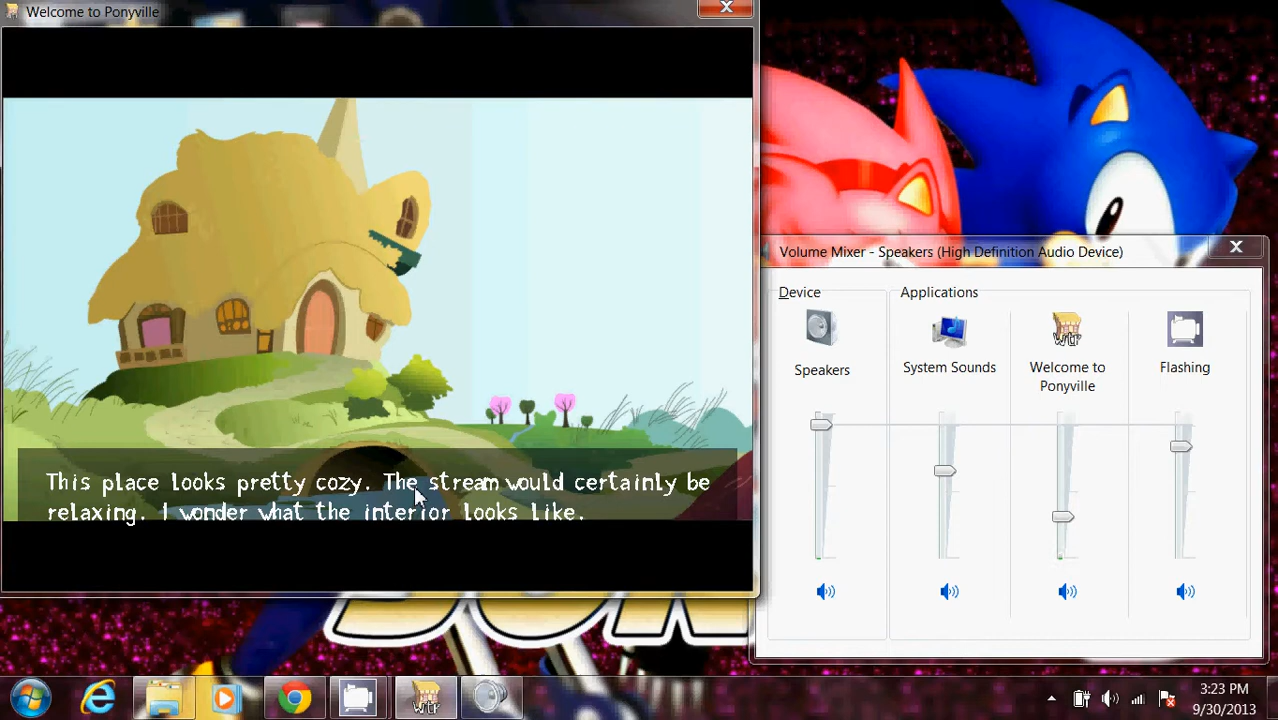 Welcome to Ponyville
This place looks pretty cozy. The stream would certainly be
relaxing. I wonder what the interior looks like.
Volume Mixer - Speakers (High Definition Audio Device)
Device
Applications
Speakers
System Sounds
Welcome to
Ponyville
Flashing
wtr
wtr
3:23 PM
9/30/2013